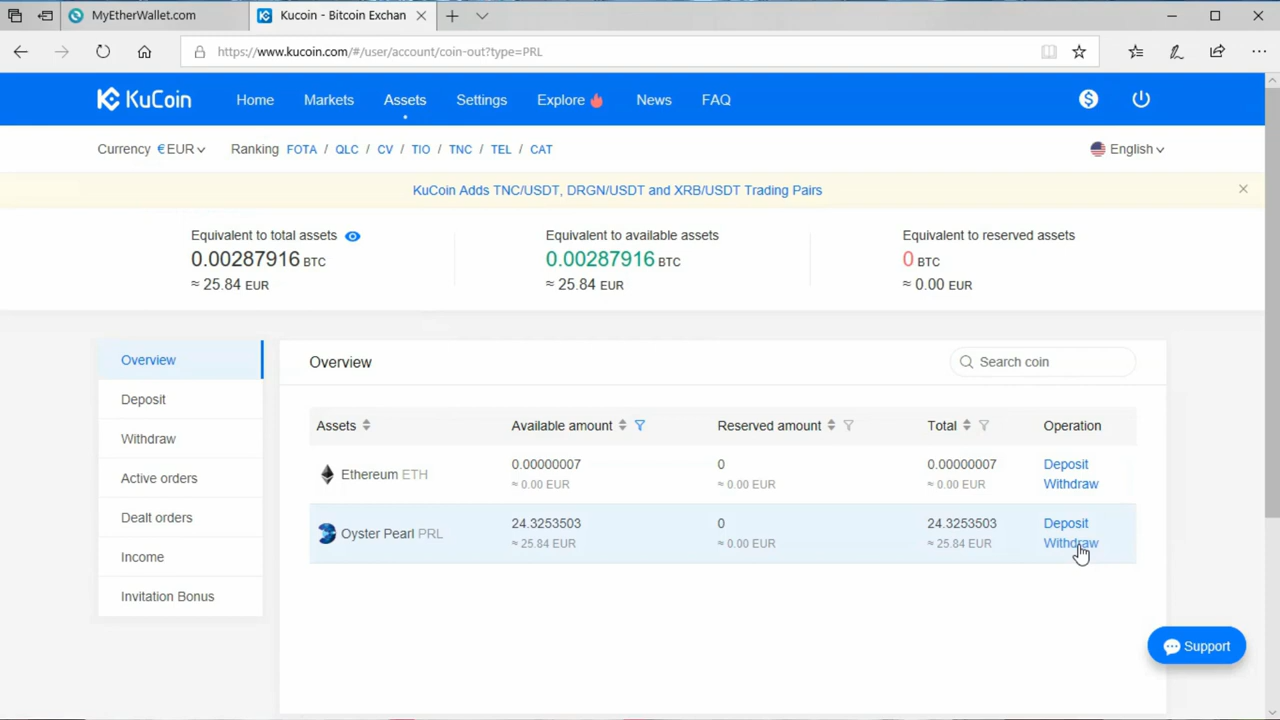 MyEtherWallet.com
Kucoin - Bitcoin Exchan
https://www.kucoin.com/#/user/account/coin-out?type=PRL
KuCoin Home Markets Assets Settings Explore News FAQ
Currency €EUR Ranking FOTA / QLC / CV / TIO / TNC / TEL / CAT English
KuCoin Adds TNC/USDT, DRGN/USDT and XRB/USDT Trading Pairs
Equivalent to total assets Equivalent to available assets Equivalent to reserved assets
0.00287916 BTC 0.00287916 BTC 0 BTC
≈ 25.84 EUR ≈ 25.84 EUR ≈ 0.00 EUR
Overview
Deposit
Withdraw
Active orders
Dealt orders
Income
Invitation Bonus
Overview Search coin
Assets Available amount Reserved amount Total Operation
Ethereum ETH 0.00000007 0 0.00000007 Deposit
≈ 0.00 EUR ≈ 0.00 EUR ≈ 0.00 EUR Withdraw
Oyster Pearl PRL 24.3253503 0 24.3253503 Deposit
≈ 25.84 EUR ≈ 0.00 EUR ≈ 25.84 EUR Withdraw
Support